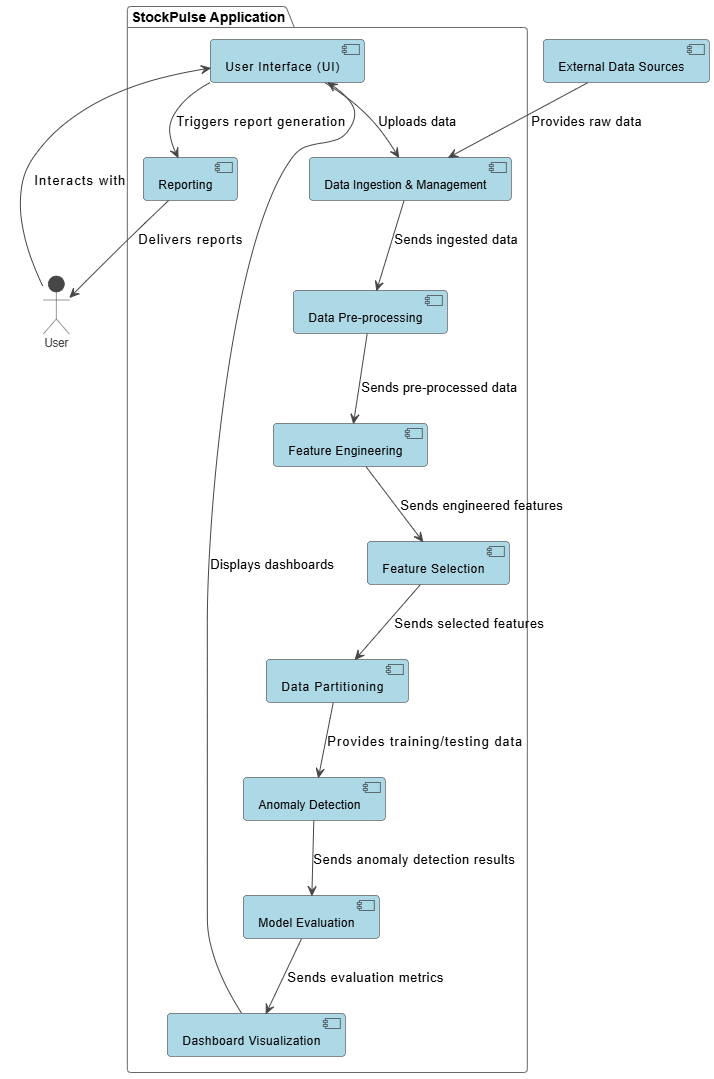 StockPulse Application
User Interface (UI)
External Data Sources
Triggers report generation
Uploads data
Provides raw data
Interacts with
Reporting
Data Ingestion & Management
Delivers reports
Sends ingested data
User
Data Pre-processing
Sends pre-processed data
Feature Engineering
Sends engineered features
Displays dashboards
Feature Selection
Sends selected features
Data Partitioning
Provides training/testing data
Anomaly Detection
Sends anomaly detection results
Model Evaluation
Sends evaluation metrics
Dashboard Visualization